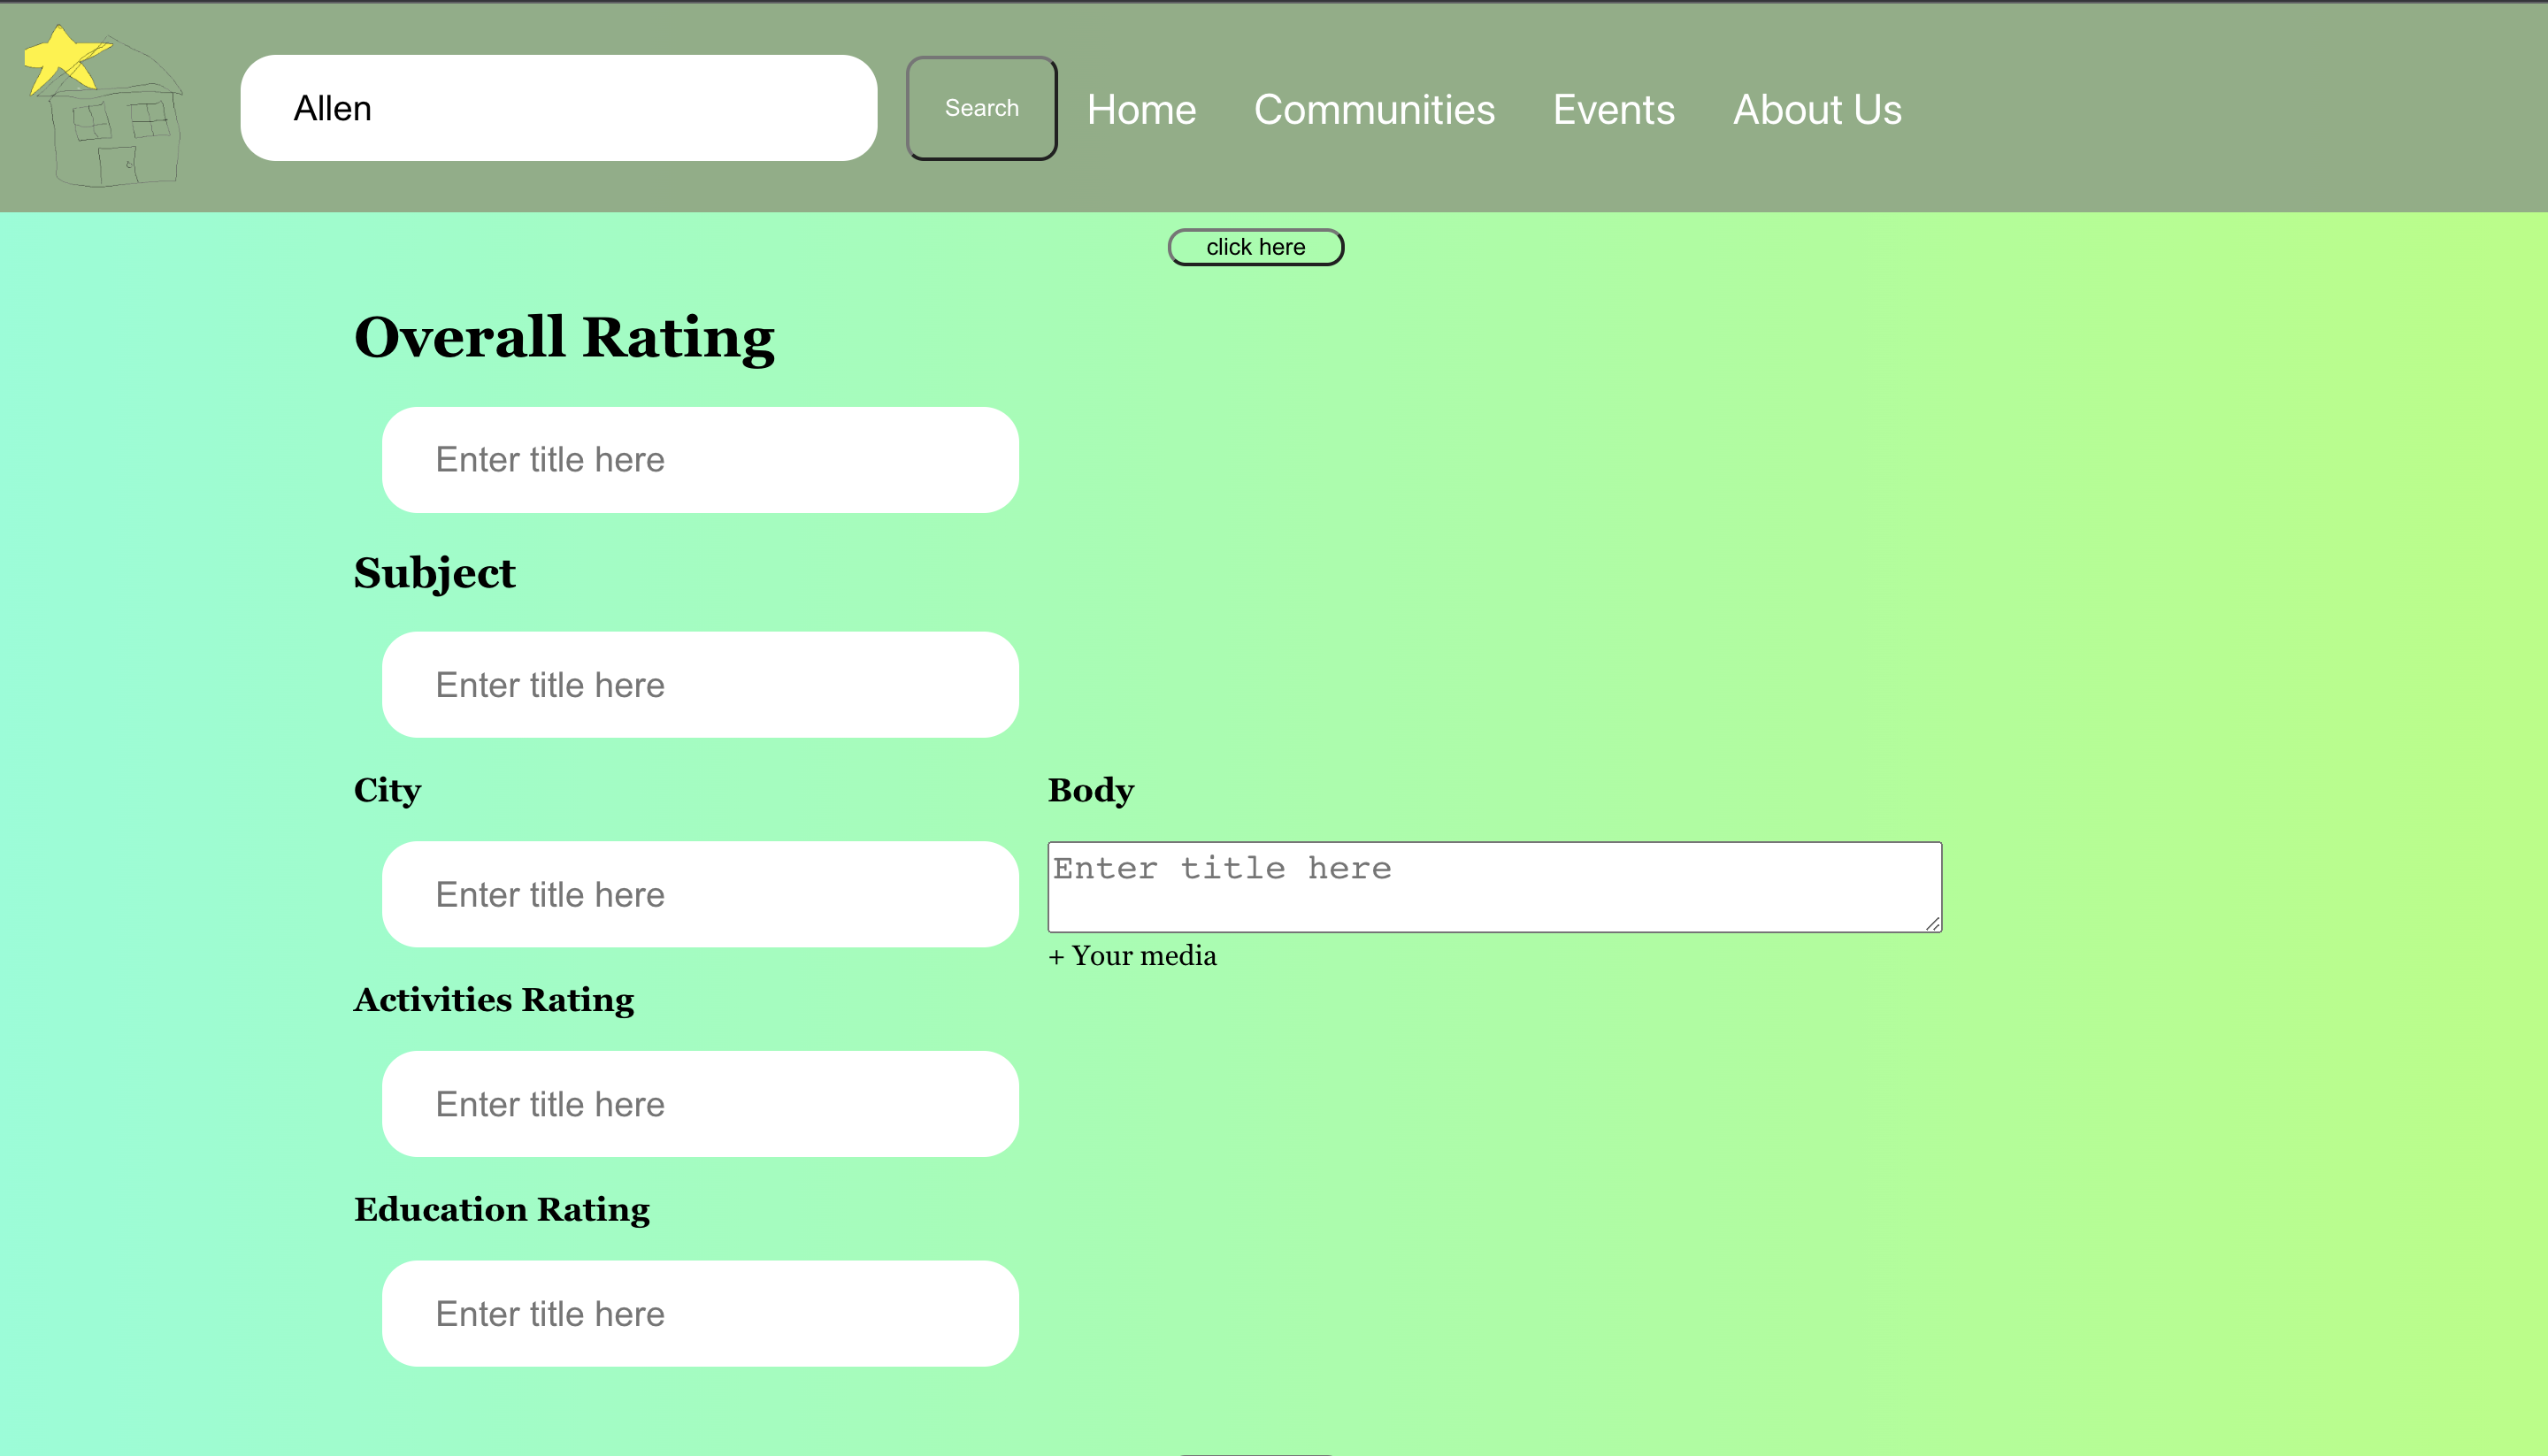 Allen
Search
Home
Communities
Events
About Us
click here
Overall Rating
Enter title here
Subject
Enter title here
City
Enter title here
Body
Enter title here
+ Your media
Activities Rating
Enter title here
Education Rating
Enter title here